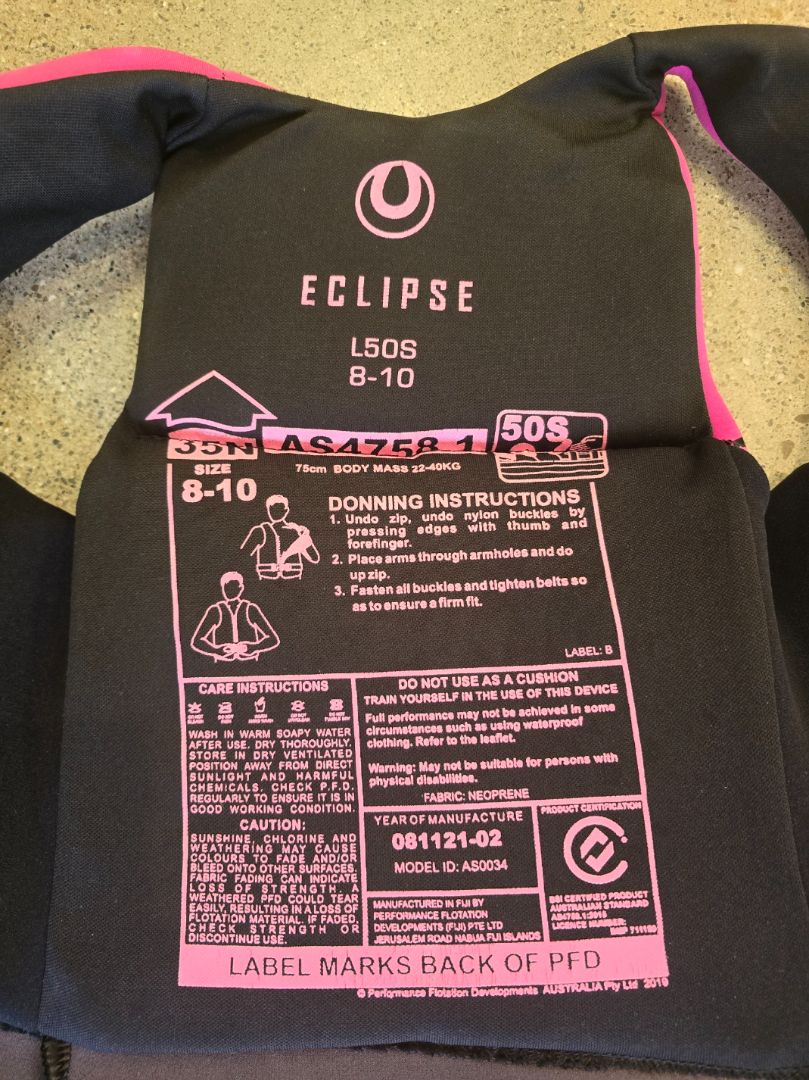 ECLIPSE
L50S
8-10
35N
AS4758.1
50S
SIZE
8-10
75cm BODY MASS 22-40KG
DONNING INSTRUCTIONS
1. Undo zip, undo nylon buckles by
pressing edges with thumb and
forefinger.
2. Place arms through armholes and do
up zip.
3. Fasten all buckles and tighten belts so
as to ensure a firm fit.
LABEL: B
CARE INSTRUCTIONS
WASH IN WARM SOAPY WATER
AFTER USE. DRY THOROUGHLY.
STORE IN DRY VENTILATED
POSITION AWAY FROM DIRECT
SUNLIGHT AND HARMFUL
CHEMICALS. CHECK P.F.D.
REGULARLY TO ENSURE IT IS IN
GOOD WORKING CONDITION.
CAUTION:
SUNSHINE, CHLORINE AND
WEATHERING MAY CAUSE
COLOURS TO FADE AND/OR
BLEED ONTO OTHER SURFACES.
FABRIC FADING CAN INDICATE
LOSS OF STRENGTH. A
WEATHERED PFD COULD TEAR
EASILY, RESULTING IN A LOSS OF
FLOTATION MATERIAL. IF FADED,
CHECK STRENGTH OR
DISCONTINUE USE.
DO NOT USE AS A CUSHION
TRAIN YOURSELF IN THE USE OF THIS DEVICE
Full performance may not be achieved in some
circumstances such as using waterproof
clothing. Refer to the leaflet.
Warning: May not be suitable for persons with
physical disabilities.
FABRIC: NEOPRENE
YEAR OF MANUFACTURE
081121-02
MODEL ID: AS0034
MANUFACTURED IN FIJI BY
PERFORMANCE FLOTATION
DEVELOPMENTS (FIJI) PTE LTD
JERUSALEM ROAD NABUA FIJI ISLANDS
PRODUCT CERTIFICATION
BSI CERTIFIED PRODUCT
AUSTRALIAN STANDARD
AS4758.1:2015
LICENCE NUMBER:
LABEL MARKS BACK OF PFD
© Performance Flotation Developments AUSTRALIA Pty Ltd